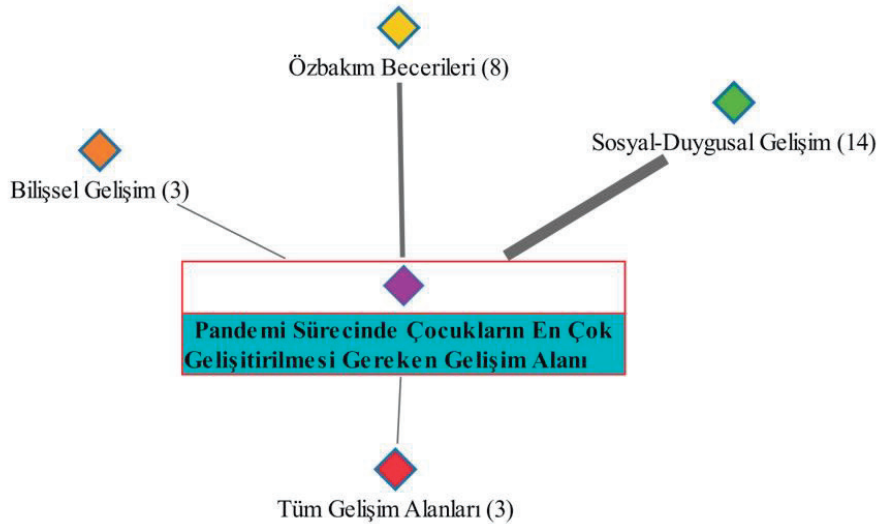 Özbakım Becerileri (8)
Sosyal-Duygusal Gelişim (14)
Bilişsel Gelişim (3)
Pandemi Sürecinde Çocukların En Çok
Gelişitirilmesi Gereken Gelişim Alanı
Tüm Gelişim Alanları (3)